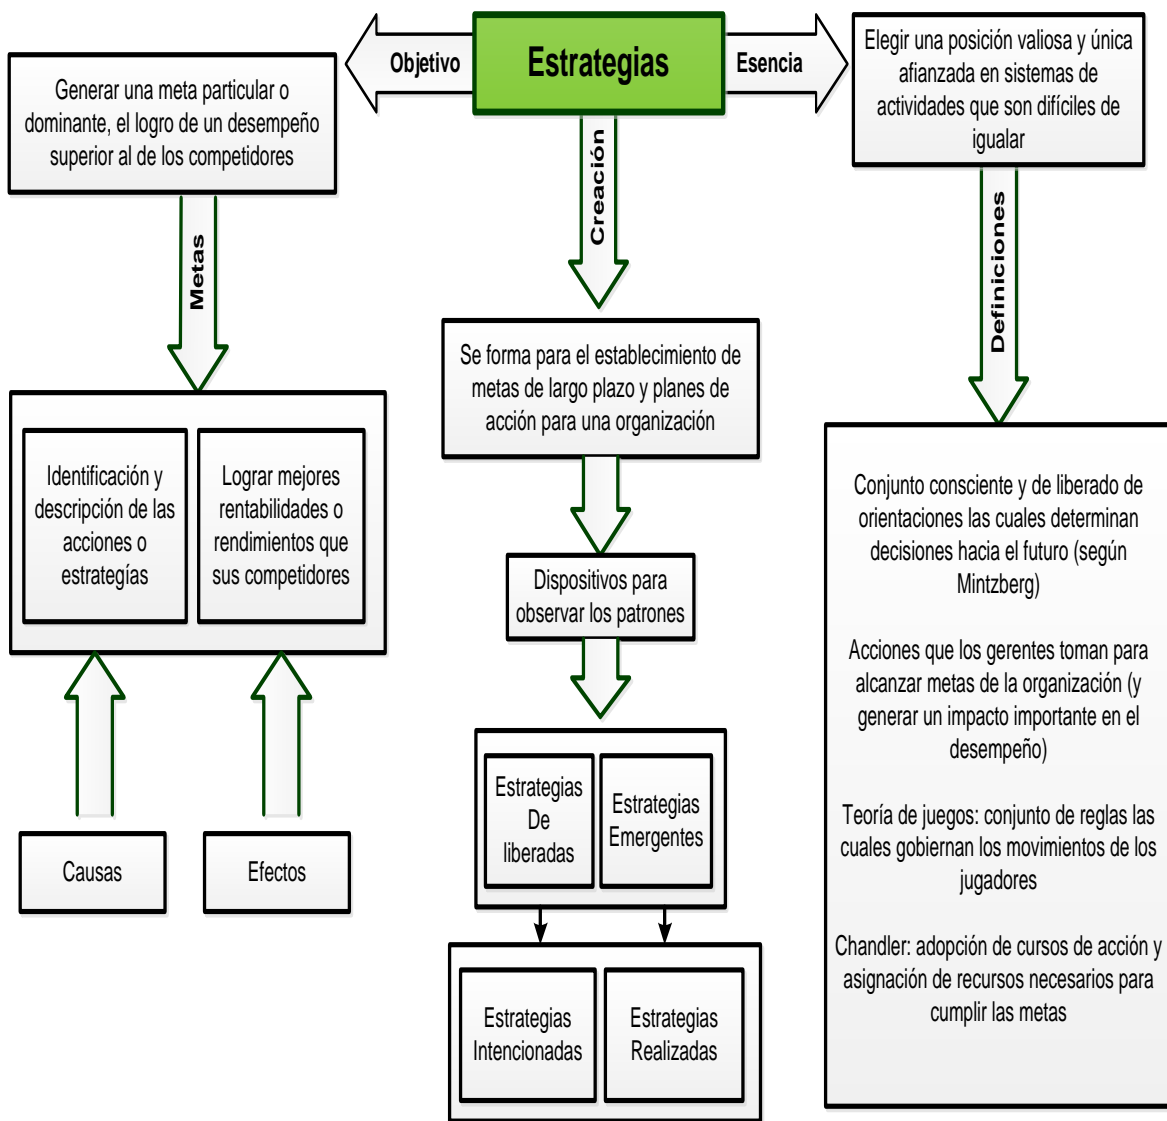 Estrategias
Objetivo
Esencia
Creación
Generar una meta particular o
dominante, el logro de un desempeño
superior al de los competidores
Metas
Identificación y
descripción de las
acciones o
estrategías
Lograr mejores
rentabilidades o
rendimientos que
sus competidores
Causas
Efectos
Se forma para el establecimiento de
metas de largo plazo y planes de
acción para una organización
Dispositivos para
observar los patrones
Estrategias
De
liberadas
Estrategias
Emergentes
Estrategias
Intencionadas
Estrategias
Realizadas
Elegir una posición valiosa y única
afianzada en sistemas de
actividades que son difíciles de
igualar
Definiciones
Conjunto consciente y de liberado de
orientaciones las cuales determinan
decisiones hacia el futuro (según
Mintzberg)
Acciones que los gerentes toman para
alcanzar metas de la organización (y
generar un impacto importante en el
desempeño)
Teoría de juegos: conjunto de reglas las
cuales gobiernan los movimientos de los
jugadores
Chandler: adopción de cursos de acción y
asignación de recursos necesarios para
cumplir las metas